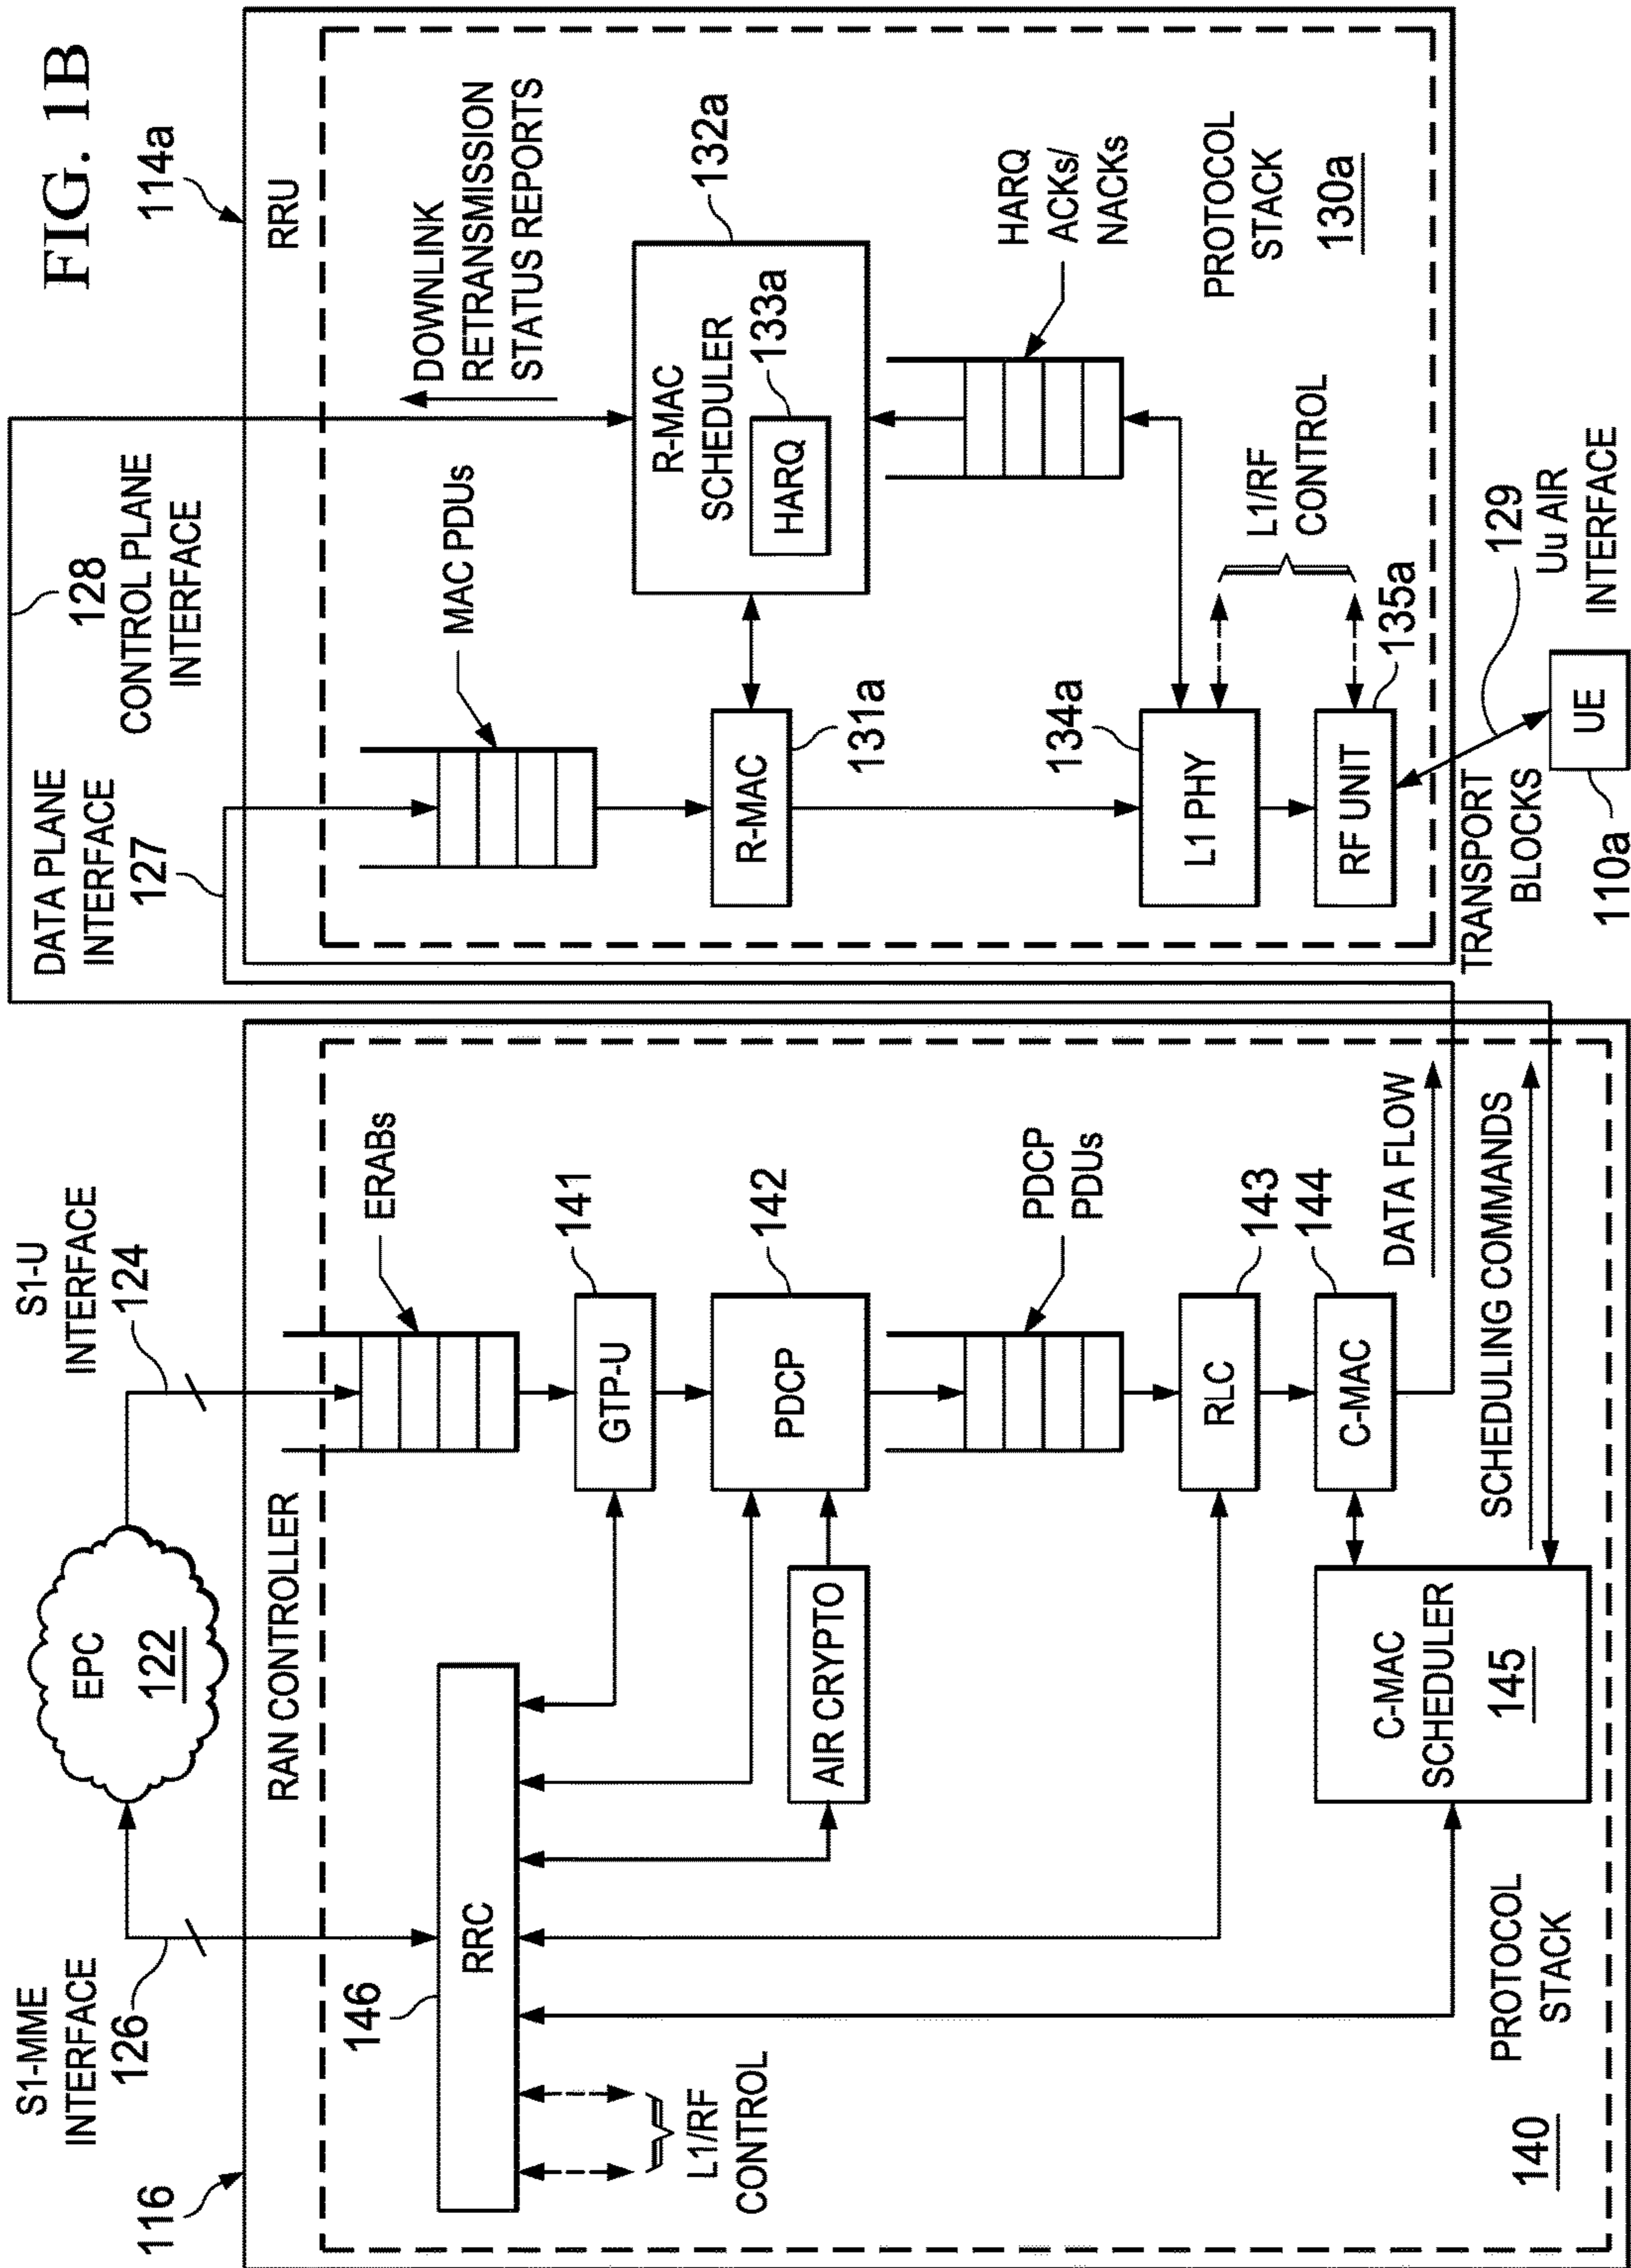 FIG. 1B
S1-MME
INTERFACE
126
EPC
122
S1-U
INTERFACE
124
116
RAN CONTROLLER
ERABs
146
RRC
GTP-U
141
L1/RF
CONTROL
PDCP
142
AIR CRYPTO
PDCP
PDUs
RLC
143
C-MAC
144
C-MAC
SCHEDULER
145
DATA FLOW
SCHEDULING COMMANDS
PROTOCOL
STACK
140
DATA PLANE
INTERFACE
127
128
CONTROL PLANE
INTERFACE
114a
RRU
MAC PDUs
DOWNLINK
RETRANSMISSION
STATUS REPORTS
R-MAC
SCHEDULER
132a
HARQ
133a
R-MAC
131a
HARQ
ACKs/
NACKs
L1 PHY
134a
L1/RF
CONTROL
PROTOCOL
STACK
130a
RF UNIT
135a
TRANSPORT
BLOCKS
129
Uu AIR
INTERFACE
UE
110a